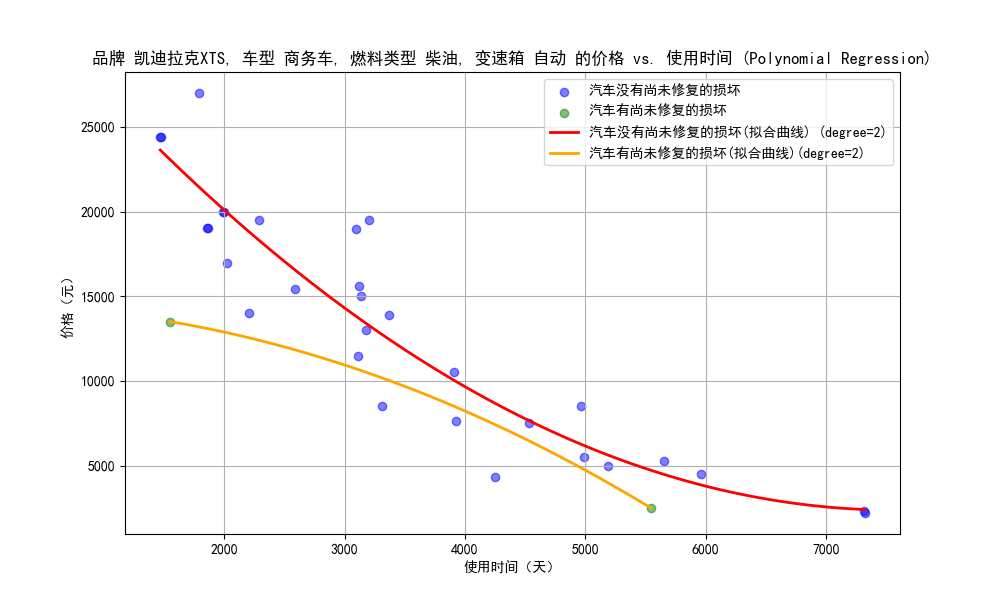 品牌 凯迪拉克XTS, 车型 商务车, 燃料类型 柴油, 变速箱 自动 的价格 vs. 使用时间 (Polynomial Regression)
汽车没有尚未修复的损坏
汽车有尚未修复的损坏
汽车没有尚未修复的损坏(拟合曲线) (degree=2)
汽车有尚未修复的损坏(拟合曲线)(degree=2)
价格（元）
25000
20000
15000
10000
5000
2000 3000 4000 5000 6000 7000
使用时间（天）